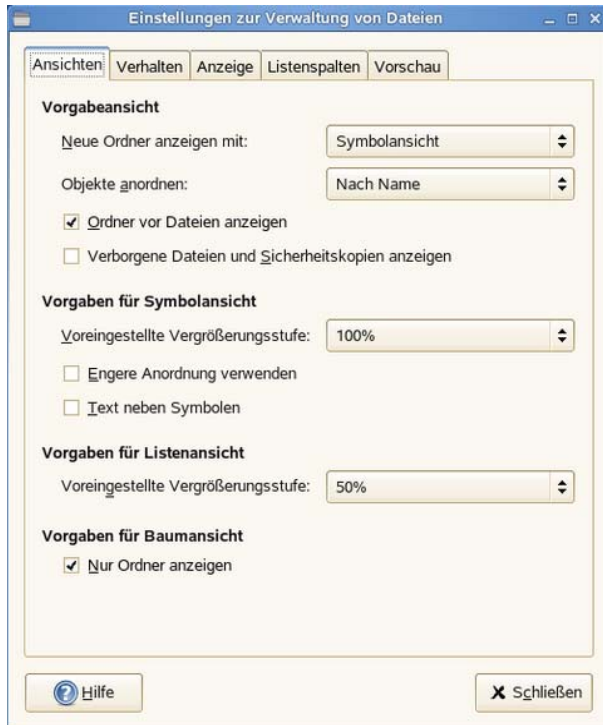 Einstellungen zur Verwaltung von Dateien
Ansichten Verhalten Anzeige Listenspalten Vorschau
Vorgabeansicht
Neue Ordner anzeigen mit: Symbolansicht
Objekte anordnen: Nach Name
Ordner vor Dateien anzeigen
Verborgene Dateien und Sicherheitskopien anzeigen
Vorgaben für Symbolansicht
Voreingestellte Vergrößerungsstufe: 100%
Engere Anordnung verwenden
Text neben Symbolen
Vorgaben für Listenansicht
Voreingestellte Vergrößerungsstufe: 50%
Vorgaben für Baumansicht
Nur Ordner anzeigen
Hilfe Schließen